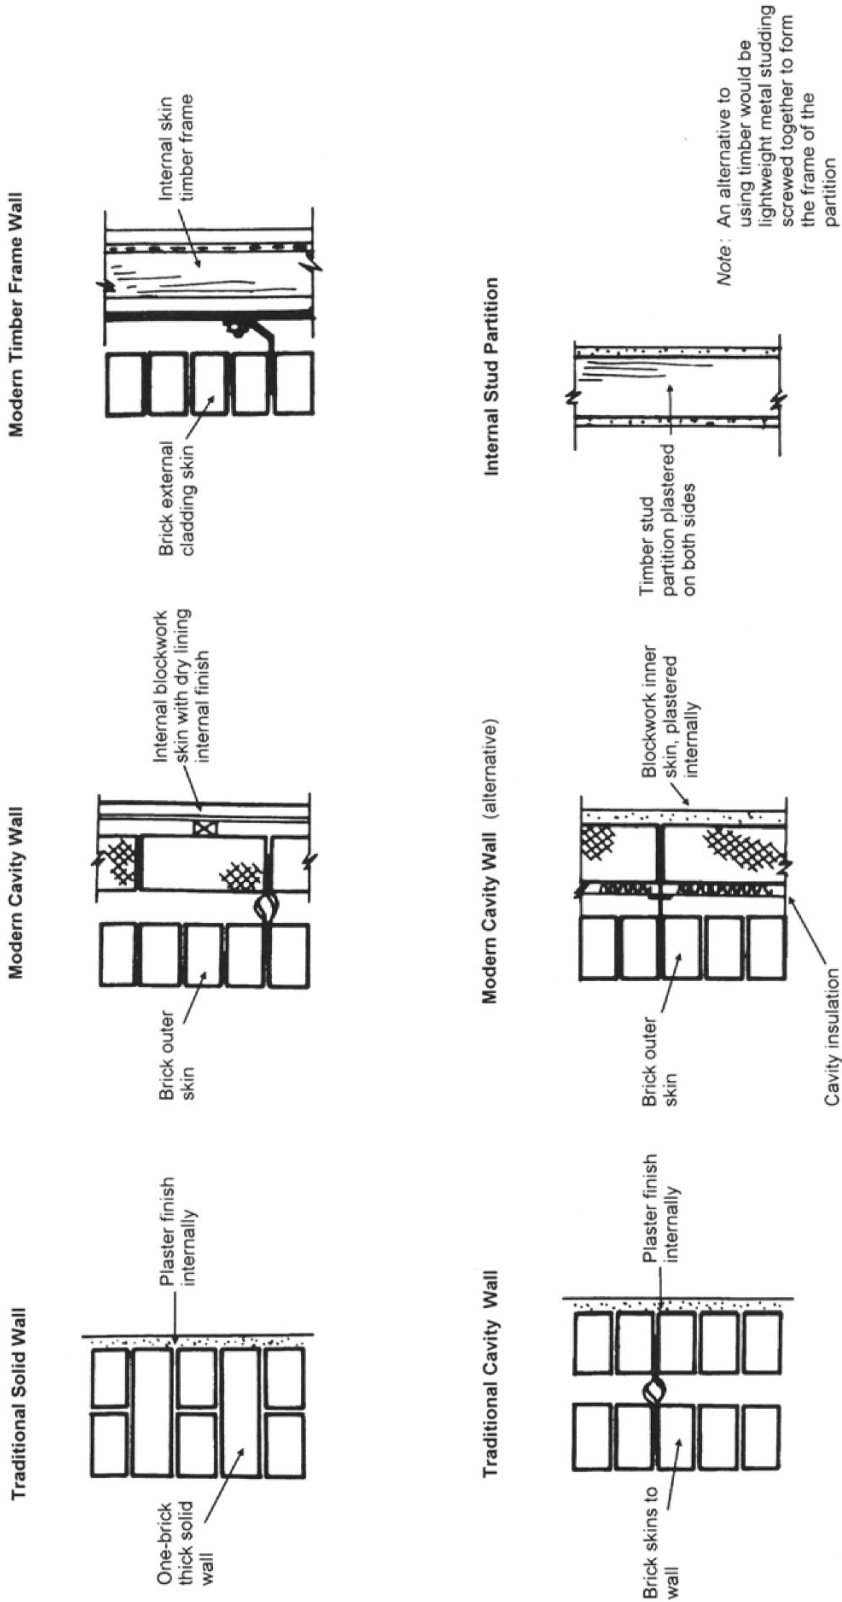 Traditional Solid Wall
One-brick
thick solid
wall
Plaster finish
internally
Modern Cavity Wall
Brick outer
skin
Internal blockwork
skin with dry lining
internal finish
Modern Timber Frame Wall
Brick external
cladding skin
Internal skin
timber frame
Traditional Cavity Wall
Brick skins to
wall
Plaster finish
internally
Modern Cavity Wall (alternative)
Brick outer
skin
Cavity insulation
Blockwork inner
skin, plastered
internally
Internal Stud Partition
Timber stud
partition plastered
on both sides
Note: An alternative to
using timber would be
lightweight metal studding
screwed together to form
the frame of the
partition